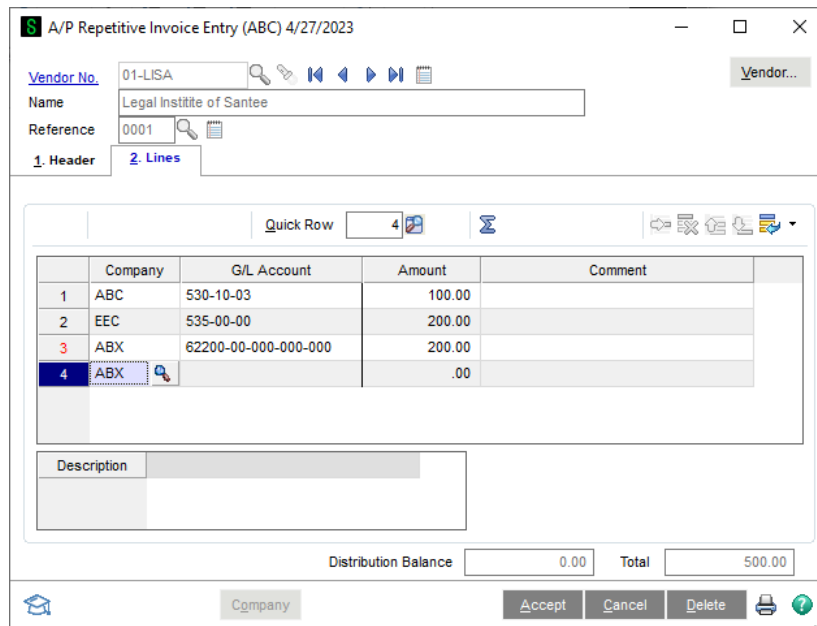 S A/P Repetitive Invoice Entry (ABC) 4/27/2023
Vendor No. 01-LISA Vendor...
Name Legal Institite of Santee
Reference 0001
1. Header 2. Lines
Quick Row 4
Company G/L Account Amount Comment
1 ABC 530-10-03 100.00
2 EEC 535-00-00 200.00
3 ABX 62200-00-000-000-000 200.00
4 ABX .00
Description
Distribution Balance 0.00 Total 500.00
Company Accept Cancel Delete ?